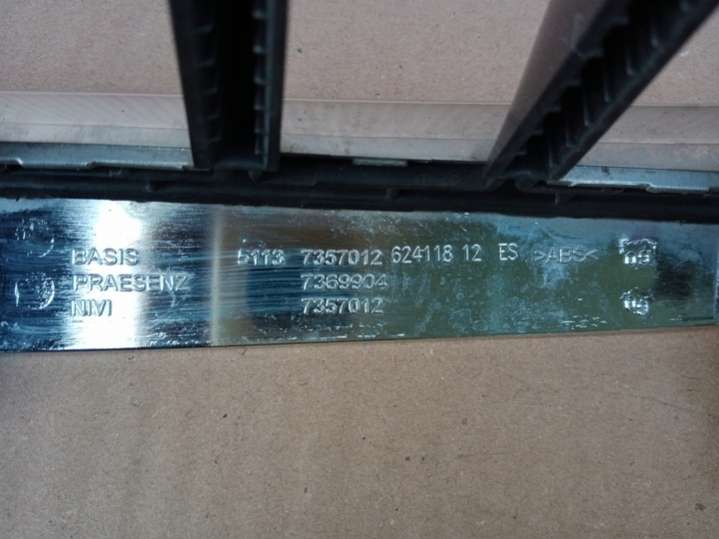 BASIS 5113 7357012 624118 12 ES >ABS<
PRAESENZ 7369904
NIVI 7357012